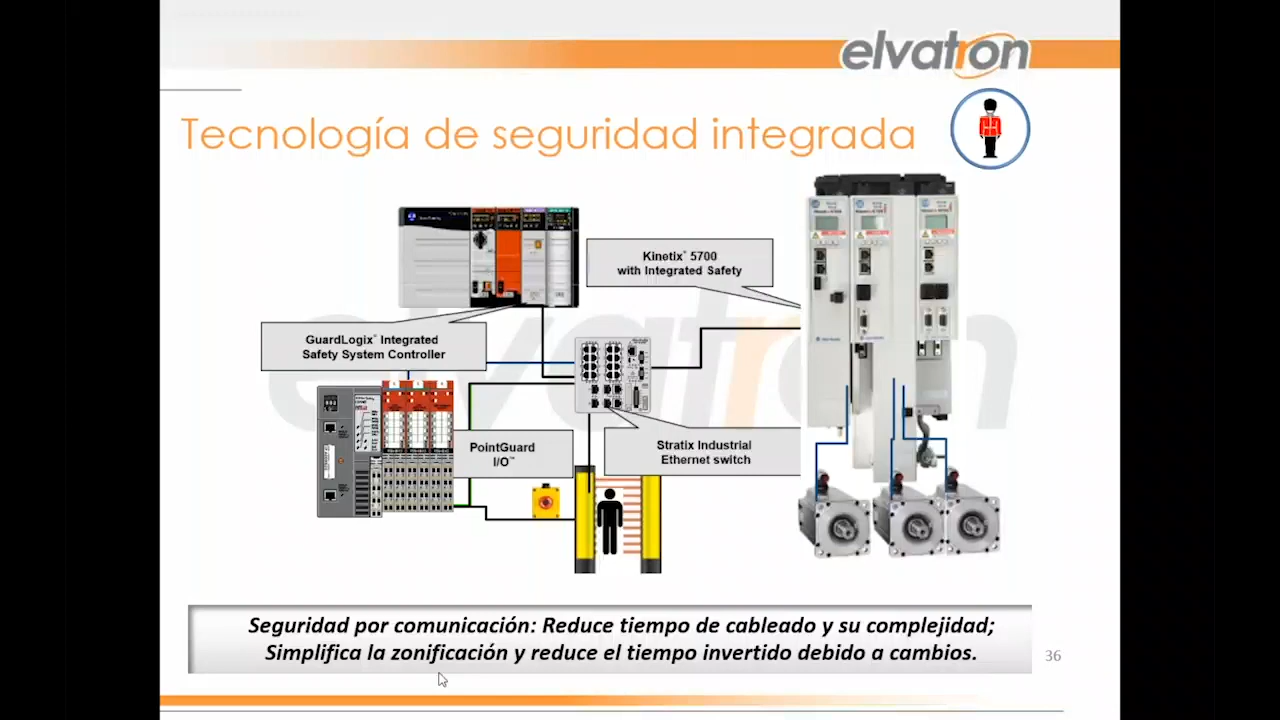 elvatron
Tecnología de seguridad integrada
Kinetix® 5700
with Integrated Safety
GuardLogix® Integrated
Safety System Controller
PointGuard
I/O™
Stratix Industrial
Ethernet switch
Seguridad por comunicación: Reduce tiempo de cableado y su complejidad;
Simplifica la zonificación y reduce el tiempo invertido debido a cambios.
36